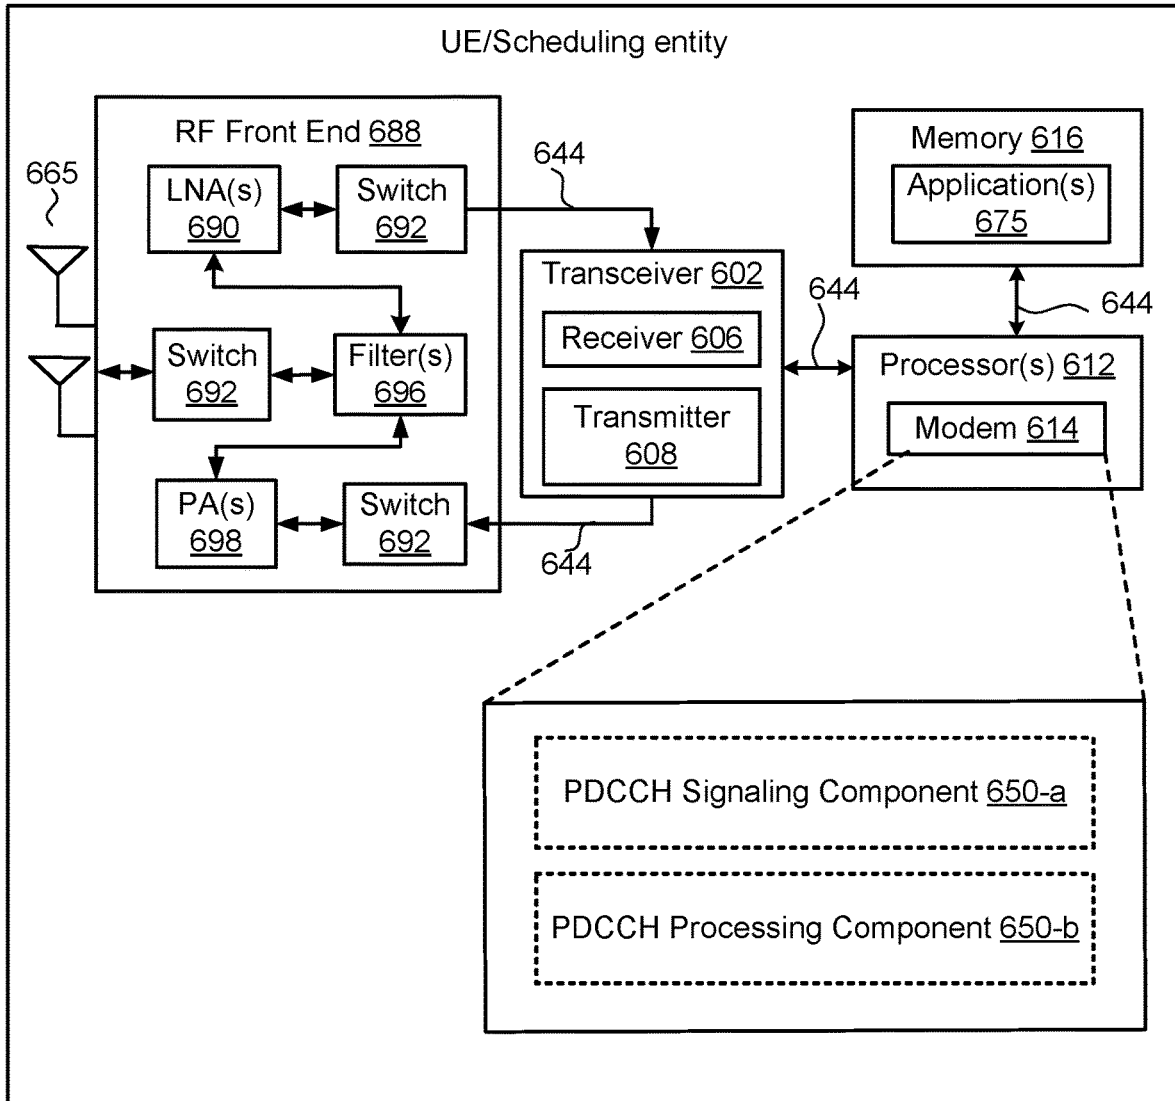 UE/Scheduling entity
RF Front End 688
665
LNA(s)
690
Switch
692
644
Memory 616
Application(s)
675
Transceiver 602
Receiver 606
Transmitter
608
644
644
Processor(s) 612
Modem 614
Switch
692
Filter(s)
696
PA(s)
698
Switch
692
644
PDCCH Signaling Component 650-a
PDCCH Processing Component 650-b